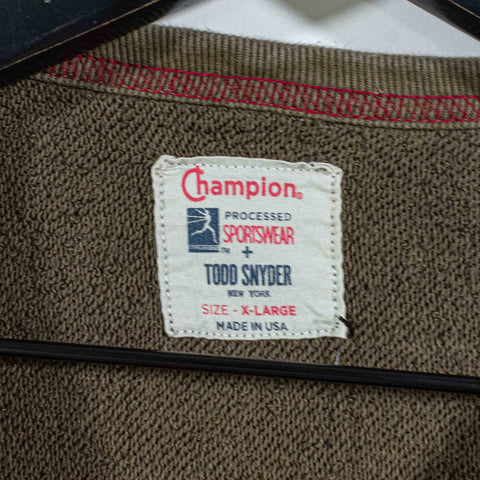 Champion®
PROCESSED
SPORTSWEAR
™ +
TODD SNYDER
NEW YORK
SIZE - X-LARGE
MADE IN USA